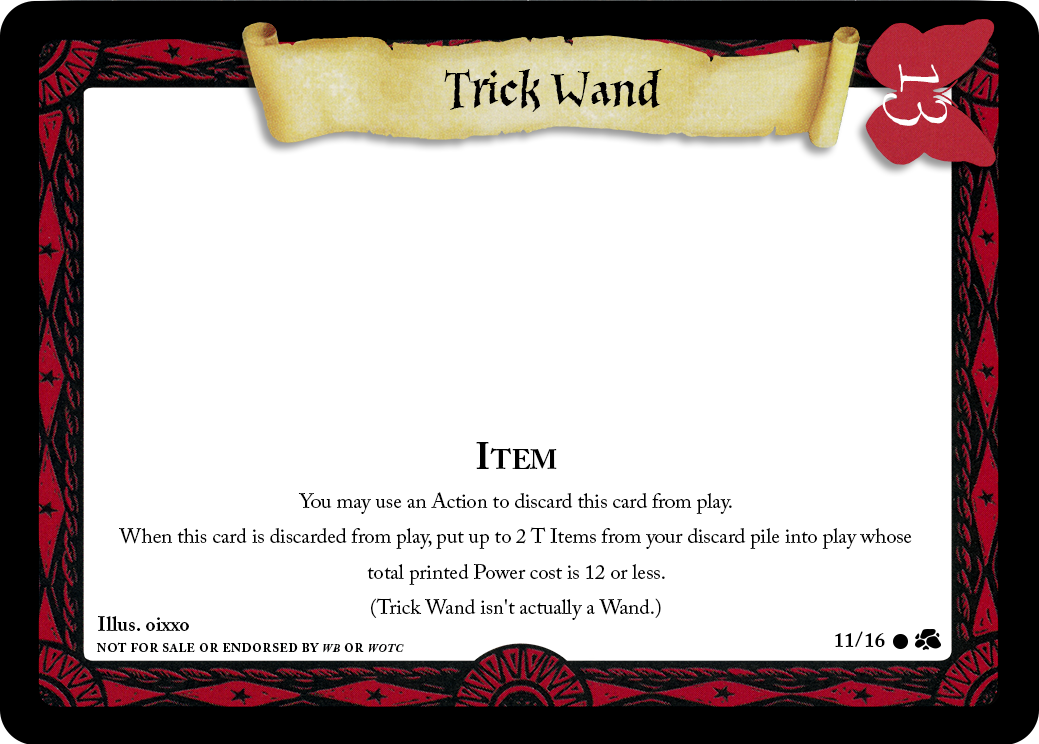 Trick Wand
13
ITEM
You may use an Action to discard this card from play.
When this card is discarded from play, put up to 2 T Items from your discard pile into play whose
total printed Power cost is 12 or less.
(Trick Wand isn't actually a Wand.)
Illus. oixxo
NOT FOR SALE OR ENDORSED BY WB OR WOTC
11/16